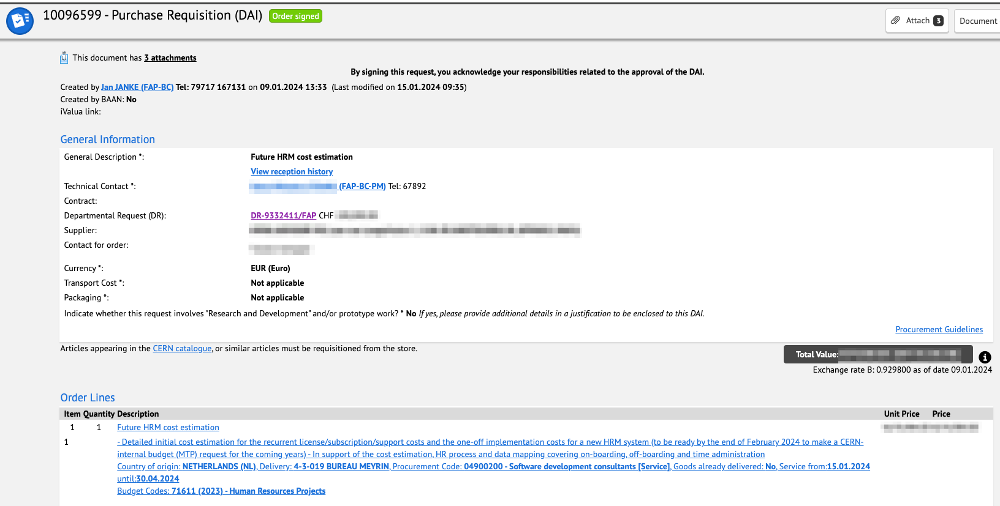 10096599 - Purchase Requisition (DAI) Order signed
Attach 3 Document
This document has 3 attachments
By signing this request, you acknowledge your responsibilities related to the approval of the DAI.
Created by Jan JANKE (FAP-BC) Tel: 79717 167131 on 09.01.2024 13:33 (Last modified on 15.01.2024 09:35)
Created by BAAN: No
iValua link:
General Information
General Description *: Future HRM cost estimation
View reception history
Technical Contact *: (FAP-BC-PM) Tel: 67892
Contract:
Departmental Request (DR): DR-9332411/FAP CHF
Supplier:
Contact for order:
Currency *: EUR (Euro)
Transport Cost *: Not applicable
Packaging *: Not applicable
Indicate whether this request involves "Research and Development" and/or prototype work? * No If yes, please provide additional details in a justification to be enclosed to this DAI.
Procurement Guidelines
Articles appearing in the CERN catalogue, or similar articles must be requisitioned from the store.
Total Value:
Exchange rate B: 0.929800 as of date 09.01.2024
Order Lines
Item Quantity Description Unit Price Price
1 1 Future HRM cost estimation
1 - Detailed initial cost estimation for the recurrent license/subscription/support costs and the one-off implementation costs for a new HRM system (to be ready by the end of February 2024 to make a CERN-
internal budget (MTP) request for the coming years) - In support of the cost estimation, HR process and data mapping covering on-boarding, off-boarding and time administration
Country of origin: NETHERLANDS (NL), Delivery: 4-3-019 BUREAU MEYRIN, Procurement Code: 04900200 - Software development consultants [Service], Goods already delivered: No, Service from:15.01.2024
until:30.04.2024
Budget Codes: 71611 (2023) - Human Resources Projects